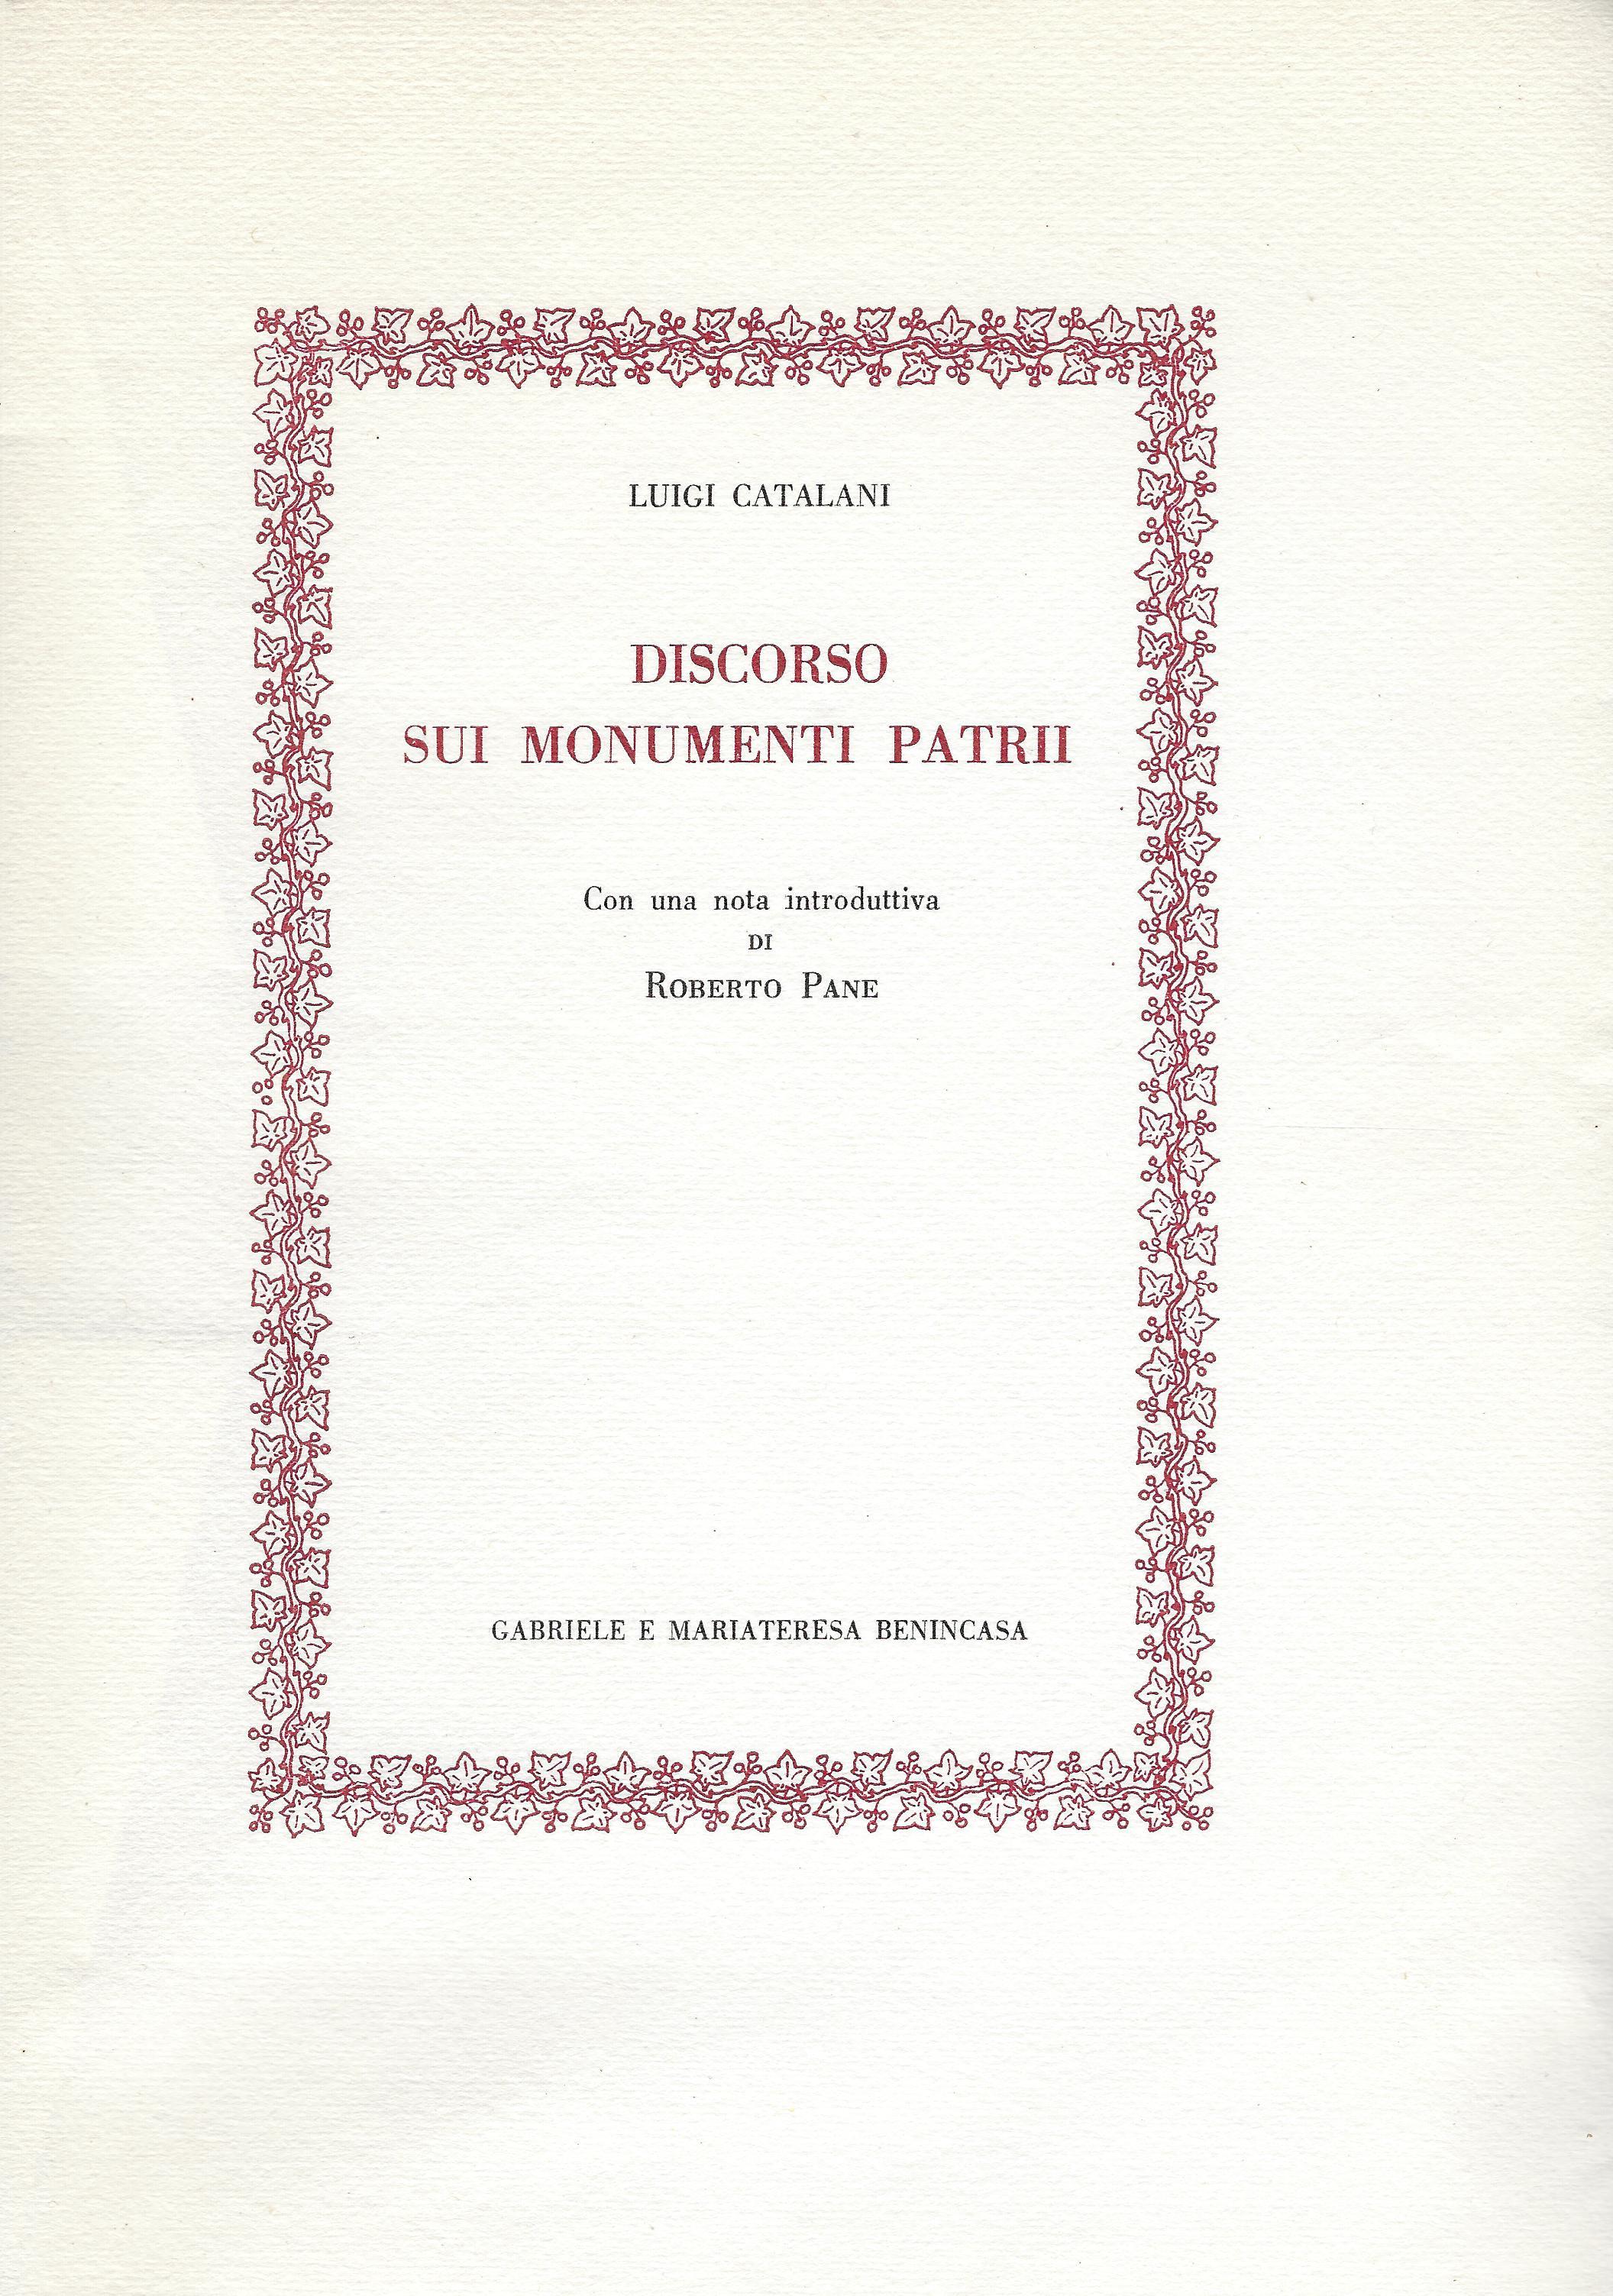 LUIGI CATALANI
DISCORSO
SUI MONUMENTI PATRII
Con una nota introduttiva
DI
ROBERTO PANE
GABRIELE E MARIATERESA BENINCASA